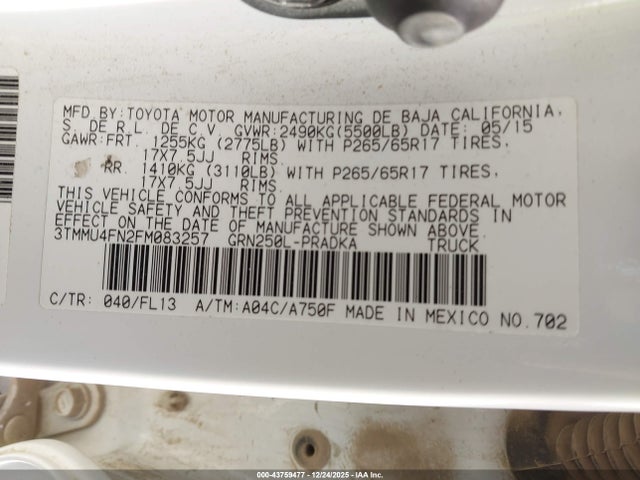 MFD. BY: TOYOTA MOTOR MANUFACTURING DE BAJA CALIFORNIA,
S. DE R.L. DE C.V. GVWR: 2490KG(5500LB) DATE: 05/15
GAWR: FRT. 1255KG (2775LB) WITH P265/65R17 TIRES,
17X7.5JJ RIMS.
RR. 1410KG (3110LB) WITH P265/65R17 TIRES,
17X7.5JJ RIMS.
THIS VEHICLE CONFORMS TO ALL APPLICABLE FEDERAL MOTOR
VEHICLE SAFETY AND THEFT PREVENTION STANDARDS IN
EFFECT ON THE DATE OF MANUFACTURE SHOWN ABOVE.
3TMMU4FN2FM083257 GRN250L-PRADKA TRUCK
C/TR: 040/FL13 A/TM: A04C/A750F MADE IN MEXICO NO. 702
000-43759477 - 12/24/2025 - IAA Inc.